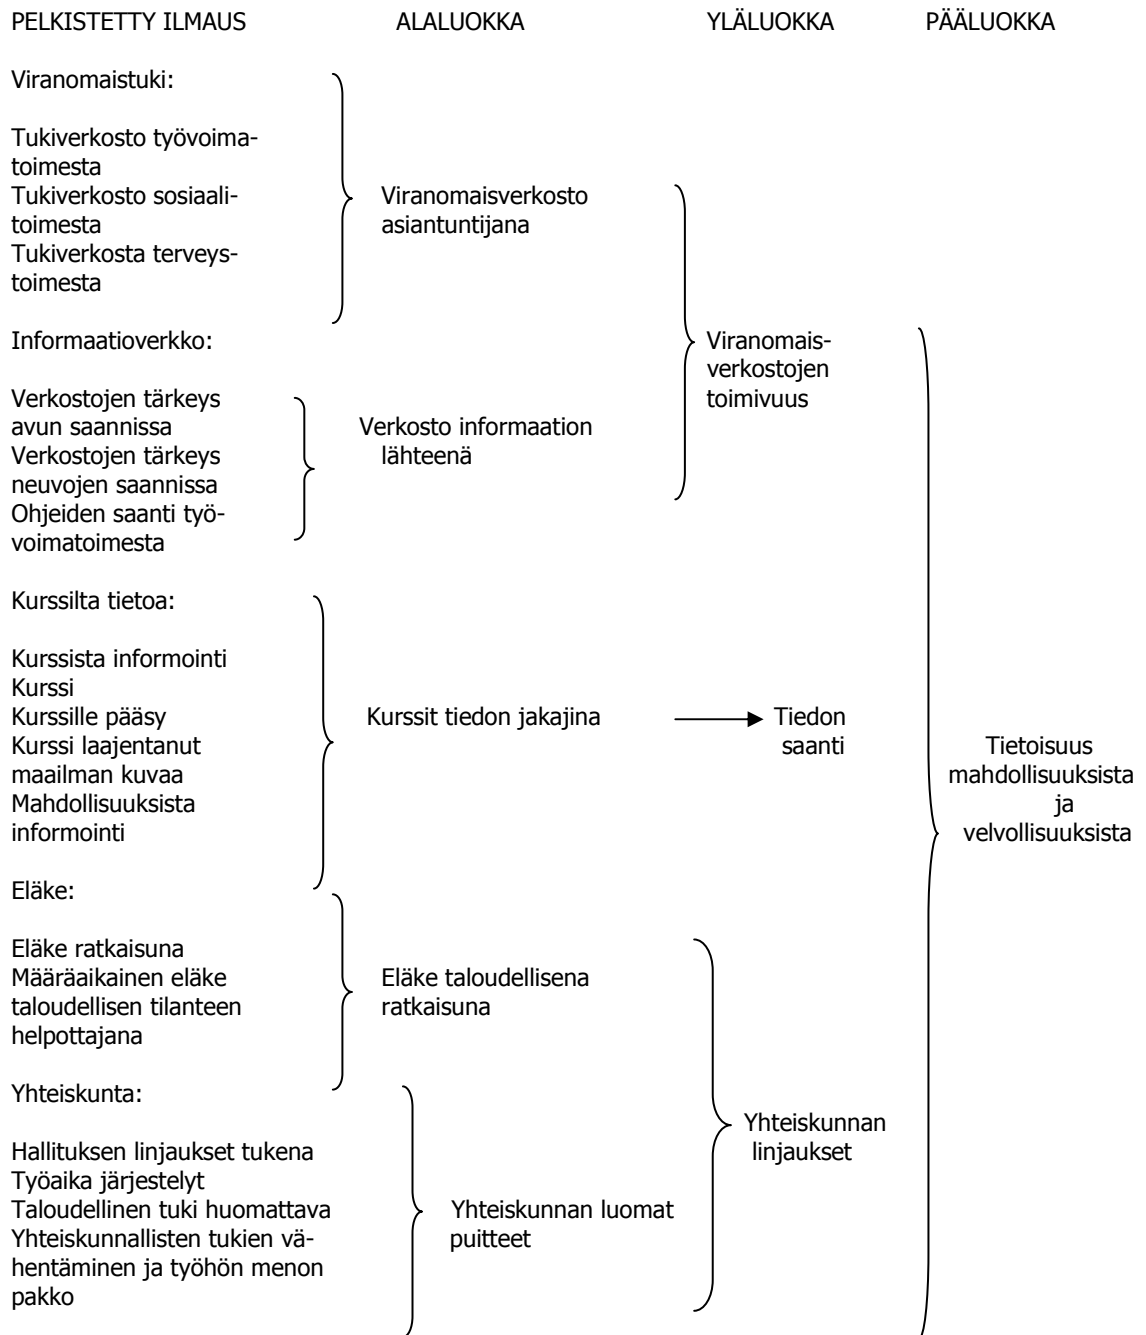 PELKISTETTY ILMAUS ALALUOKKA YLÄLUOKKA PÄÄLUOKKA
Viranomaistuki:
Tukiverkosto työvoima-
toimesta
Tukiverkosto sosiaali-
toimesta
Tukiverkosta terveys-
toimesta
Viranomaisverkosto
asiantuntijana
Informaatioverkko:
Verkostojen tärkeys
avun saannissa
Verkostojen tärkeys
neuvojen saannissa
Ohjeiden saanti työ-
voimatoimesta
Verkosto informaation
lähteenä
Viranomais-
verkostojen
toimivuus
Kurssilta tietoa:
Kurssista informointi
Kurssi
Kurssille pääsy
Kurssi laajentanut
maailman kuvaa
Mahdollisuuksista
informointi
Kurssit tiedon jakajina
Tiedon
saanti
Eläke:
Eläke ratkaisuna
Määräaikainen eläke
taloudellisen tilanteen
helpottajana
Eläke taloudellisena
ratkaisuna
Yhteiskunta:
Hallituksen linjaukset tukena
Työaika järjestelyt
Taloudellinen tuki huomattava
Yhteiskunnallisten tukien vä-
hentäminen ja työhön menon
pakko
Yhteiskunnan luomat
puitteet
Yhteiskunnan
linjaukset
Tietoisuus
mahdollisuuksista
ja
velvollisuuksista